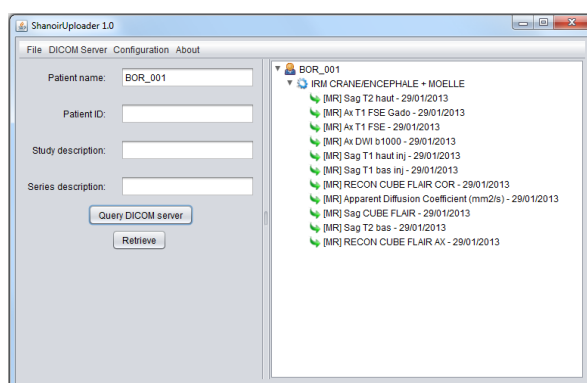 ShanoirUploader 1.0
File DICOM Server Configuration About
Patient name: BOR_001
Patient ID:
Study description:
Series description:
Query DICOM server
Retrieve
BOR_001
IRM CRANE/ENCEPHALE + MOELLE
[MR] Sag T2 haut - 29/01/2013
[MR] Ax T1 FSE Gado - 29/01/2013
[MR] Ax T1 FSE - 29/01/2013
[MR] Ax DWI b1000 - 29/01/2013
[MR] Sag T1 haut inj - 29/01/2013
[MR] Sag T1 bas inj - 29/01/2013
[MR] RECON CUBE FLAIR COR - 29/01/2013
[MR] Apparent Diffusion Coefficient (mm2/s) - 29/01/2013
[MR] Sag CUBE FLAIR - 29/01/2013
[MR] Sag T2 bas - 29/01/2013
[MR] RECON CUBE FLAIR AX - 29/01/2013